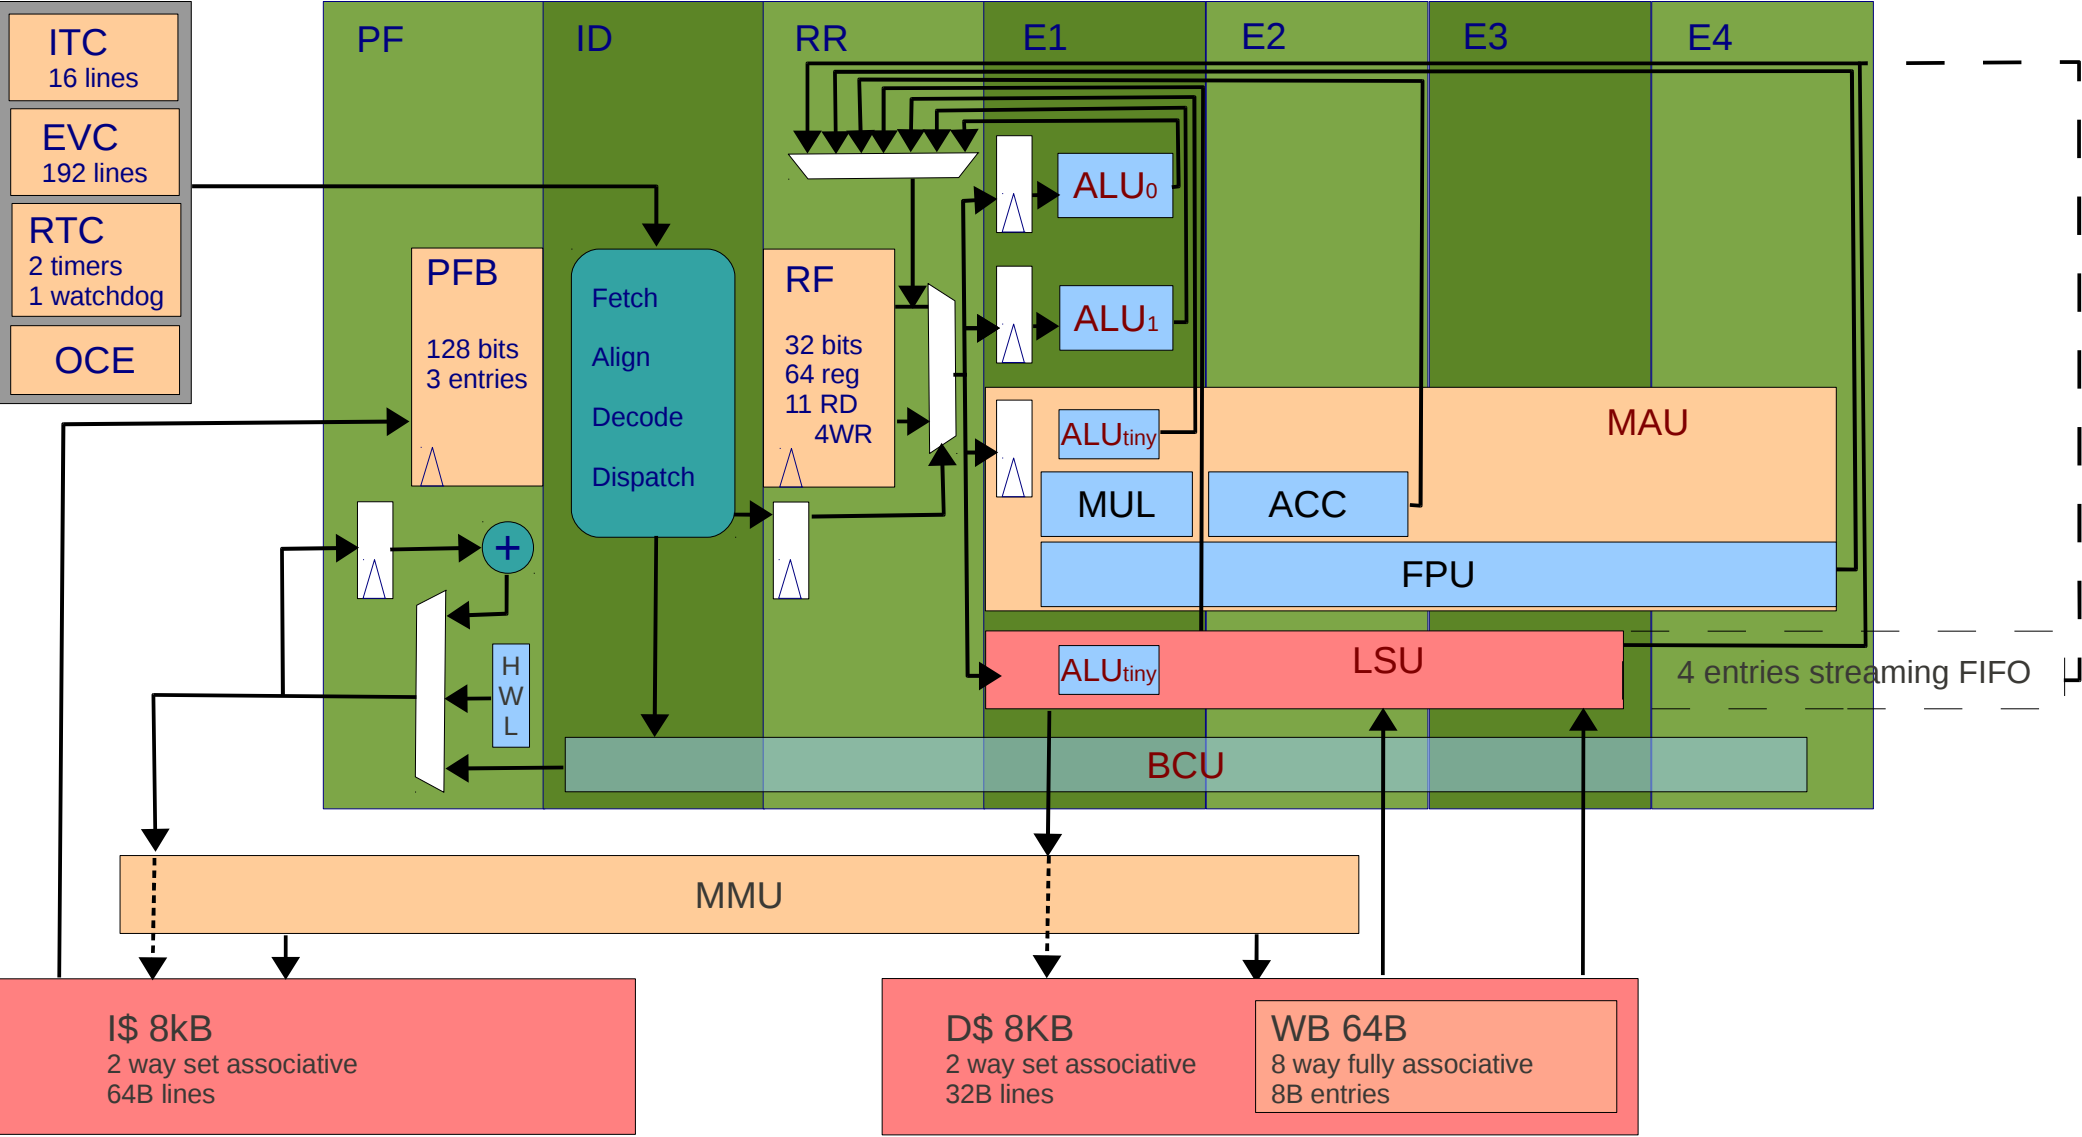 ITC
16 lines
EVC
192 lines
RTC
2 timers
1 watchdog
OCE
PF
ID
RR
E1
E2
E3
E4
PFB
128 bits
3 entries
Fetch
Align
Decode
Dispatch
RF
32 bits
64 reg
11 RD
4WR
ALU0
ALU1
MAU
ALUtiny
MUL
ACC
FPU
+
H
W
L
ALUtiny
LSU
4 entries streaming FIFO
BCU
MMU
I$ 8kB
2 way set associative
64B lines
D$ 8KB
2 way set associative
32B lines
WB 64B
8 way fully associative
8B entries